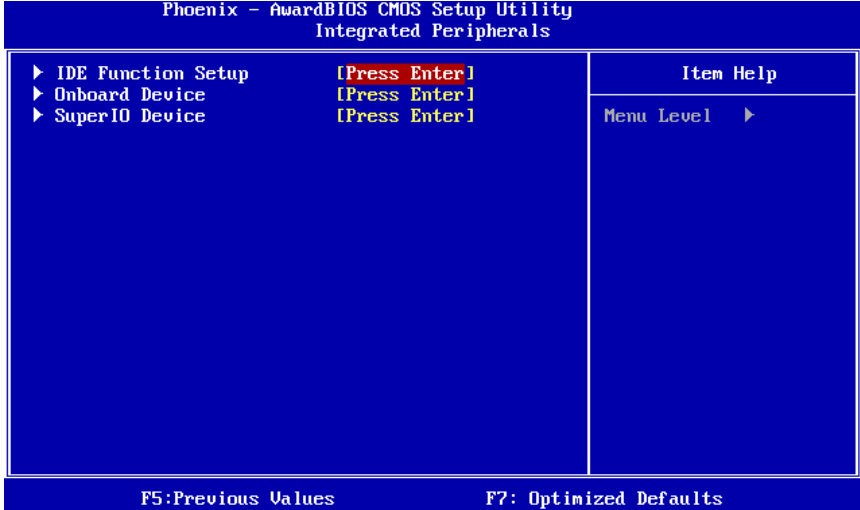 Phoenix - AwardBIOS CMOS Setup Utility
Integrated Peripherals
IDE Function Setup [Press Enter]
Onboard Device [Press Enter]
SuperIO Device [Press Enter]
Item Help
Menu Level
F5:Previous Values F7: Optimized Defaults